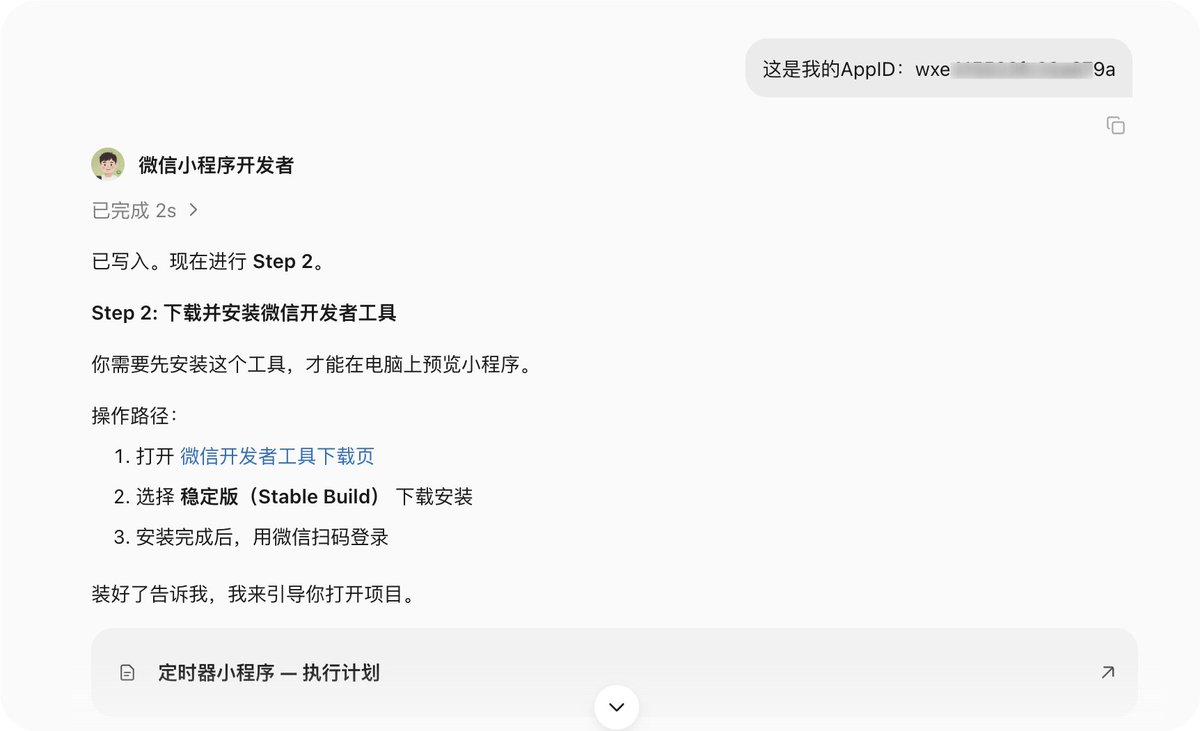 这是我的AppID：wxe 9a
微信小程序开发者
已完成 2s
已写入。现在进行 Step 2。
Step 2: 下载并安装微信开发者工具
你需要先安装这个工具，才能在电脑上预览小程序。
操作路径：
1. 打开 微信开发者工具下载页
2. 选择 稳定版（Stable Build） 下载安装
3. 安装完成后，用微信扫码登录
装好了告诉我，我来引导你打开项目。
定时器小程序 — 执行计划